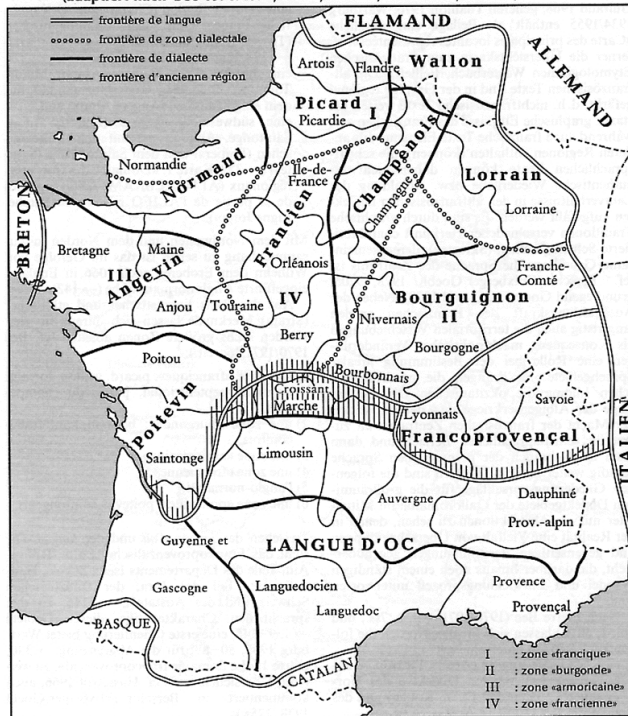 frontière de langue
frontière de zone dialectale
frontière de dialecte
frontière d'ancienne région
FLAMAND
ALLEMAND
Artois
Flandre
Wallon
Picard
I
Picardie
Normand
Normandie
Ile-de-
France
Champenois
Champagne
Lorrain
Lorraine
BRETON
Bretagne
Maine
III
Angevin
Anjou
Touraine
Francien
Orléanois
IV
Berry
Franche-
Comté
Bourguignon
II
Nivernais
Bourgogne
Poitou
Bourbonnais
Croissant
Marche
Poitevin
Saintonge
Limousin
Lyonnais
Savoie
Francoprovençal
ITALIEN
Auvergne
Dauphiné
Prov.-alpin
LANGUE D'OC
Guyenne et
Gascogne
Languedocien
Languedoc
Provence
Provençal
BASQUE
CATALAN
I : zone «francique»
II : zone «burgonde»
III : zone «armoricaine»
IV : zone «francienne»